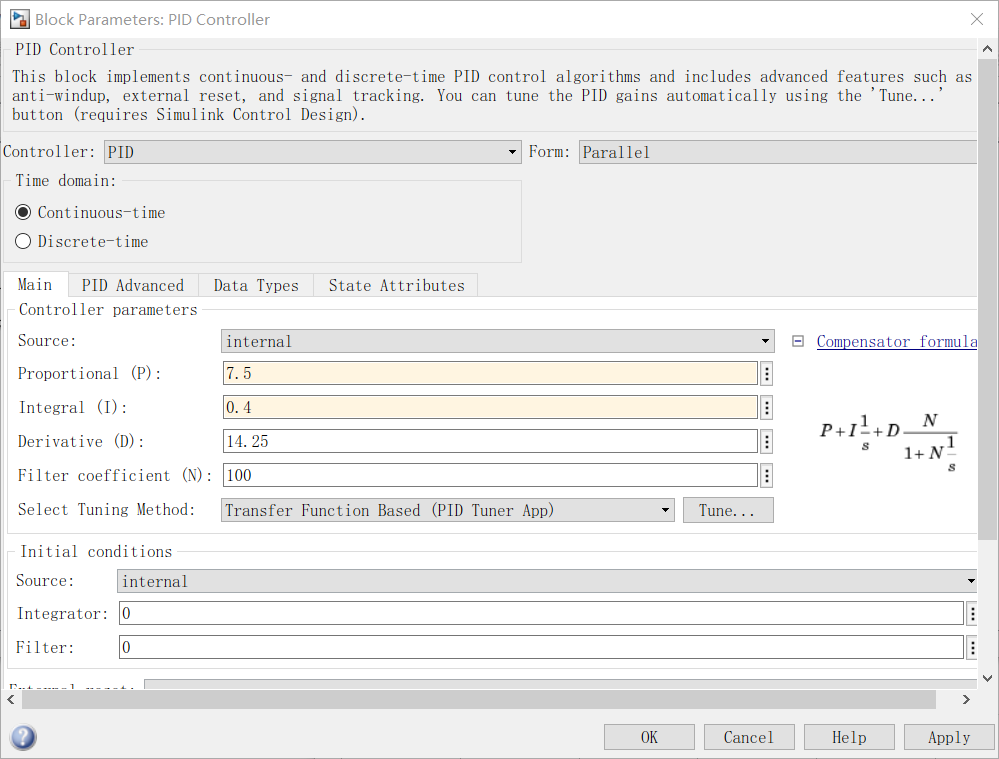 Block Parameters: PID Controller
PID Controller
This block implements continuous- and discrete-time PID control algorithms and includes advanced features such as
anti-windup, external reset, and signal tracking. You can tune the PID gains automatically using the 'Tune...'
button (requires Simulink Control Design).
Controller: PID Form: Parallel
Time domain:
Continuous-time
Discrete-time
Main PID Advanced Data Types State Attributes
Controller parameters
Source: internal Compensator formula
Proportional (P): 7.5
Integral (I): 0.4
Derivative (D): 14.25
Filter coefficient (N): 100
P+I 1/s +D N/(1+N 1/s)
Select Tuning Method: Transfer Function Based (PID Tuner App) Tune...
Initial conditions
Source: internal
Integrator: 0
Filter: 0
OK Cancel Help Apply